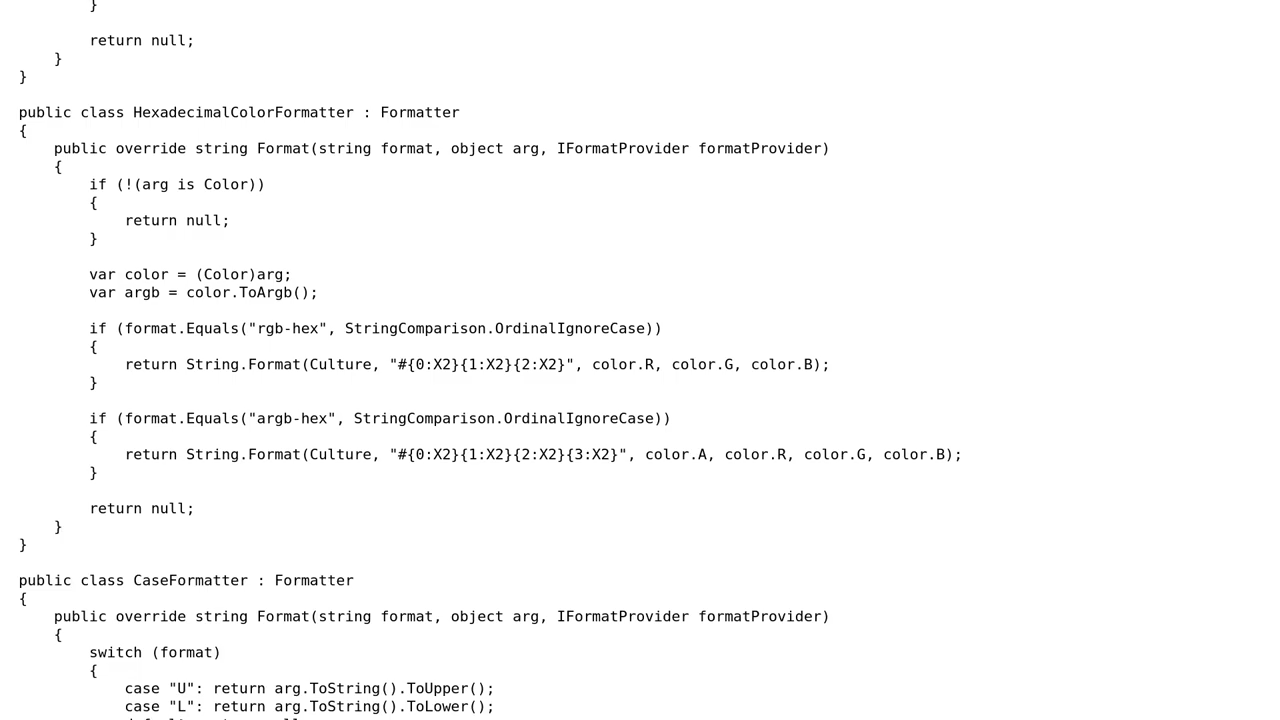 }

        return null;
    }
}

public class HexadecimalColorFormatter : Formatter
{
    public override string Format(string format, object arg, IFormatProvider formatProvider)
    {
        if (!(arg is Color))
        {
            return null;
        }

        var color = (Color)arg;
        var argb = color.ToArgb();

        if (format.Equals("rgb-hex", StringComparison.OrdinalIgnoreCase))
        {
            return String.Format(Culture, "#{0:X2}{1:X2}{2:X2}", color.R, color.G, color.B);
        }

        if (format.Equals("argb-hex", StringComparison.OrdinalIgnoreCase))
        {
            return String.Format(Culture, "#{0:X2}{1:X2}{2:X2}{3:X2}", color.A, color.R, color.G, color.B);
        }

        return null;
    }
}

public class CaseFormatter : Formatter
{
    public override string Format(string format, object arg, IFormatProvider formatProvider)
    {
        switch (format)
        {
            case "U": return arg.ToString().ToUpper();
            case "L": return arg.ToString().ToLower();